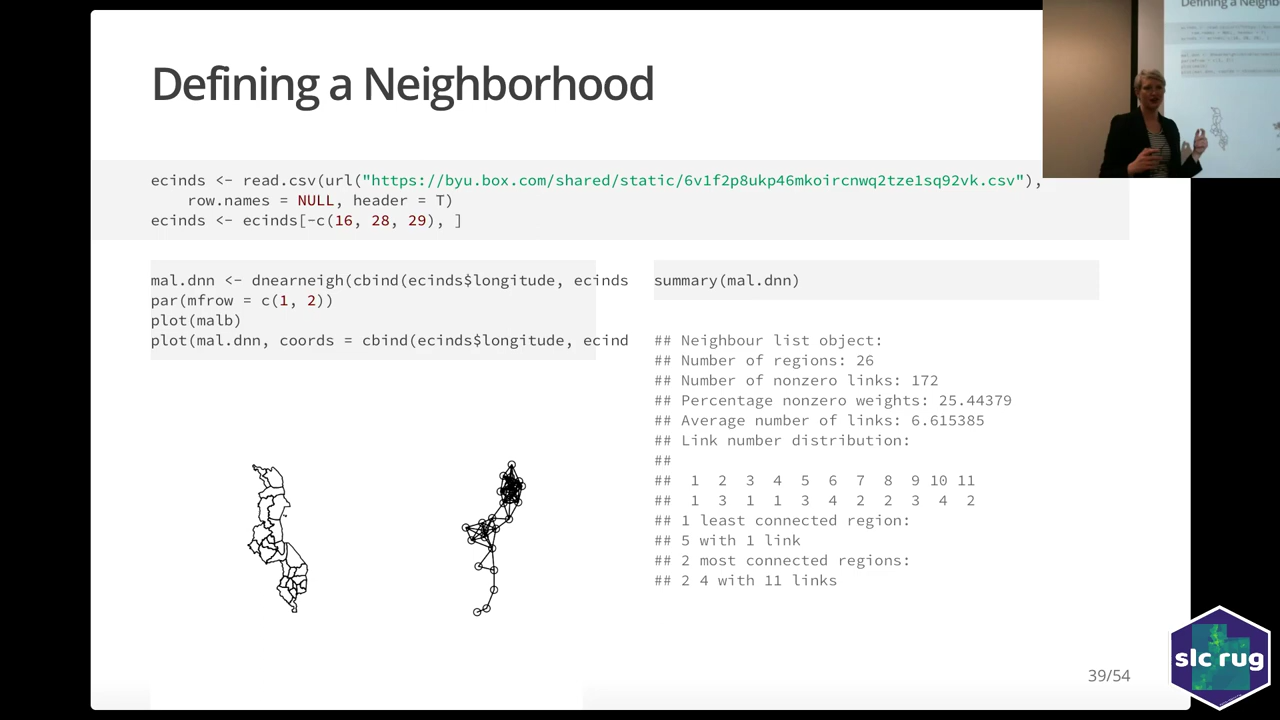 Defining a Neighborhood
Defining a Neighb
ecinds <- read.csv(url("https://byu.box.com/shared/static/6v1f2p8ukp46mkoircnwq2tze1sq92vk.csv"),
row.names = NULL, header = T)
ecinds <- ecinds[-c(16, 28, 29), ]
mal.dnn <- dnearneigh(cbind(ecinds$longitude, ecinds
par(mfrow = c(1, 2))
plot(malb)
plot(mal.dnn, coords = cbind(ecinds$longitude, ecind
summary(mal.dnn)
## Neighbour list object:
## Number of regions: 26
## Number of nonzero links: 172
## Percentage nonzero weights: 25.44379
## Average number of links: 6.615385
## Link number distribution:
##
## 1 2 3 4 5 6 7 8 9 10 11
## 1 3 1 1 3 4 2 2 3 4 2
## 1 least connected region:
## 5 with 1 link
## 2 most connected regions:
## 2 4 with 11 links
39/54
slc rug